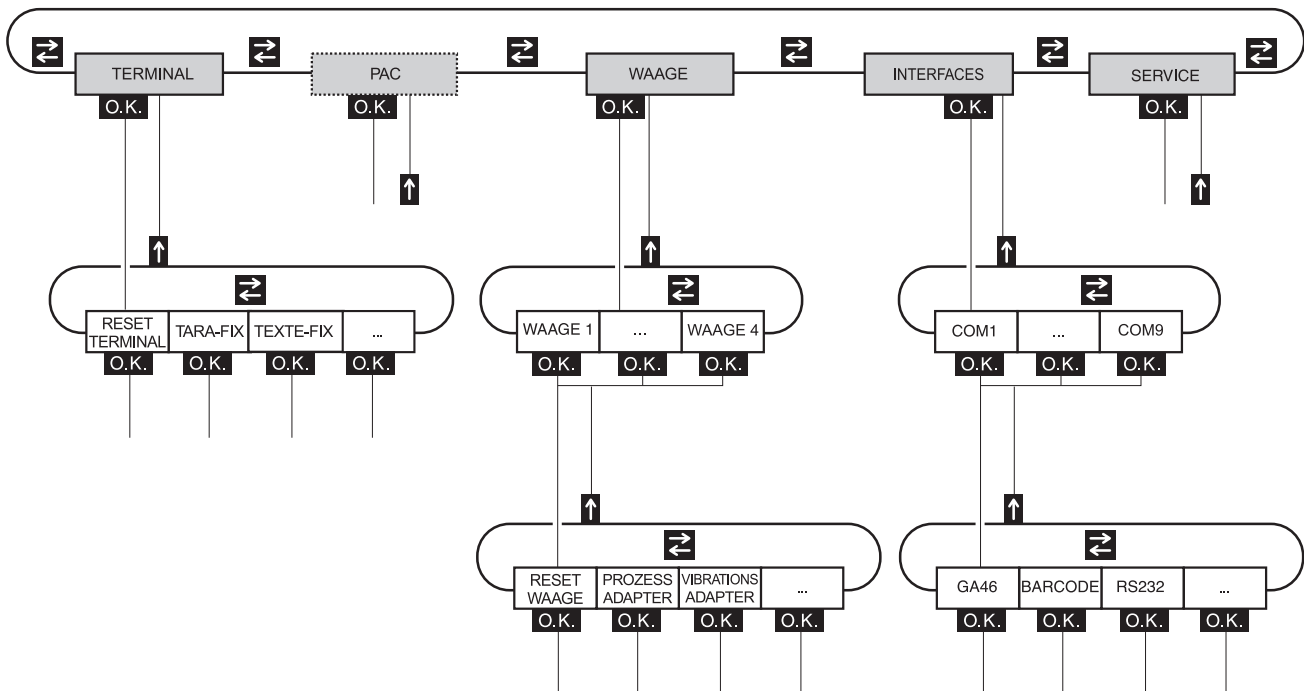 TERMINAL
PAC
WAAGE
INTERFACES
SERVICE
O.K.
O.K.
O.K.
O.K.
O.K.
RESET
TERMINAL
TARA-FIX
TEXTE-FIX
...
WAAGE 1
...
WAAGE 4
COM1
...
COM9
O.K.
O.K.
O.K.
O.K.
O.K.
O.K.
O.K.
O.K.
O.K.
O.K.
RESET
WAAGE
PROZESS
ADAPTER
VIBRATIONS
ADAPTER
...
GA46
BARCODE
RS232
...
O.K.
O.K.
O.K.
O.K.
O.K.
O.K.
O.K.
O.K.